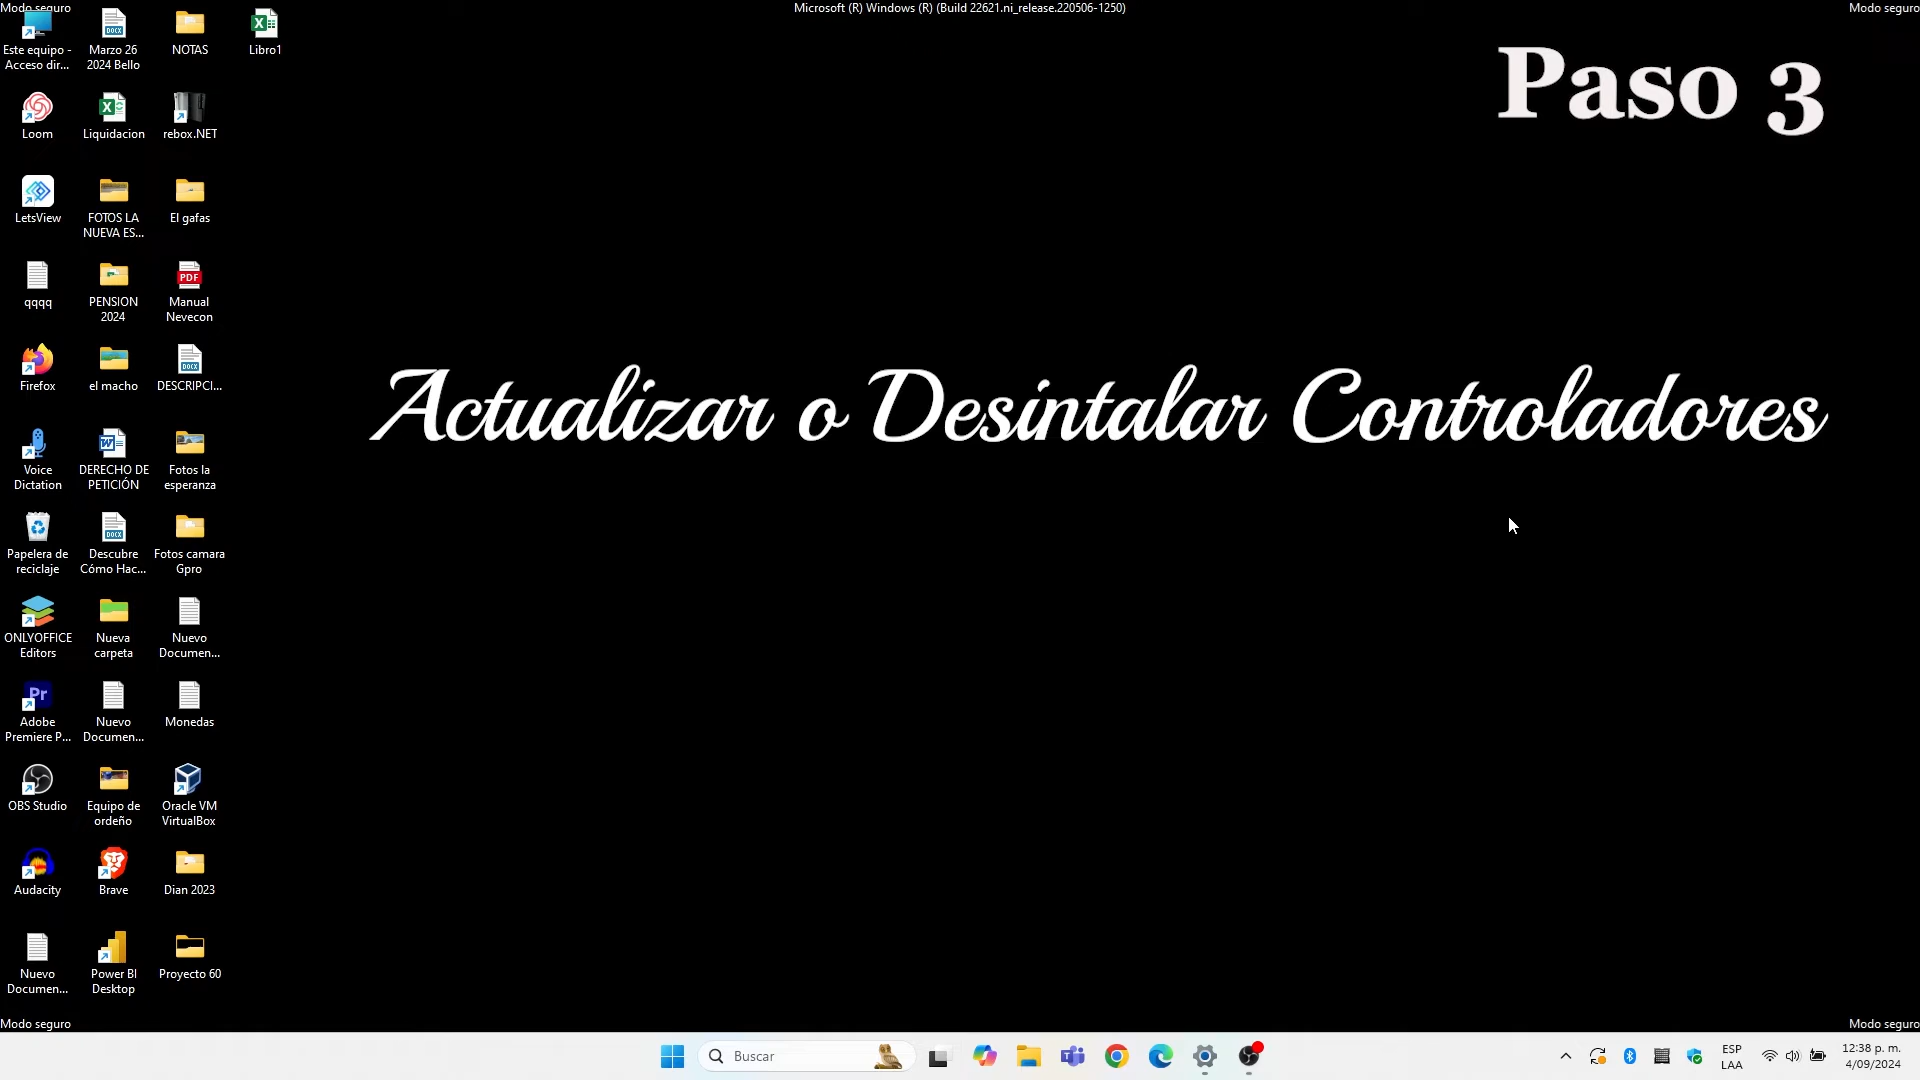 Modo seguro
Microsoft (R) Windows (R) (Build 22621.ni_release.220506-1250)
Modo seguro
Paso 3
Actualizar o Desintalar Controladores
Este equipo -
Acceso dir...
Marzo 26
2024 Bello
NOTAS
Libro1
Loom
Liquidacion
rebox.NET
LetsView
FOTOS LA
NUEVA ES...
El gafas
qqqq
PENSION
2024
PDF
Manual
Nevecon
Firefox
el macho
DOCX
DESCRIPCI...
Voice
Dictation
DERECHO DE
PETICIÓN
Fotos la
esperanza
Papelera de
reciclaje
DOCX
Descubre
Cómo Hac...
Fotos camara
Gpro
ONLYOFFICE
Editors
Nueva
carpeta
Nuevo
Documen...
Pr
Adobe
Premiere P...
Nuevo
Documen...
Monedas
OBS Studio
Equipo de
ordeño
Oracle VM
VirtualBox
Audacity
Brave
Dian 2023
Nuevo
Documen...
Power BI
Desktop
Proyecto 60
Modo seguro
Modo seguro
Buscar
ESP
LAA
12:38 p. m.
4/09/2024